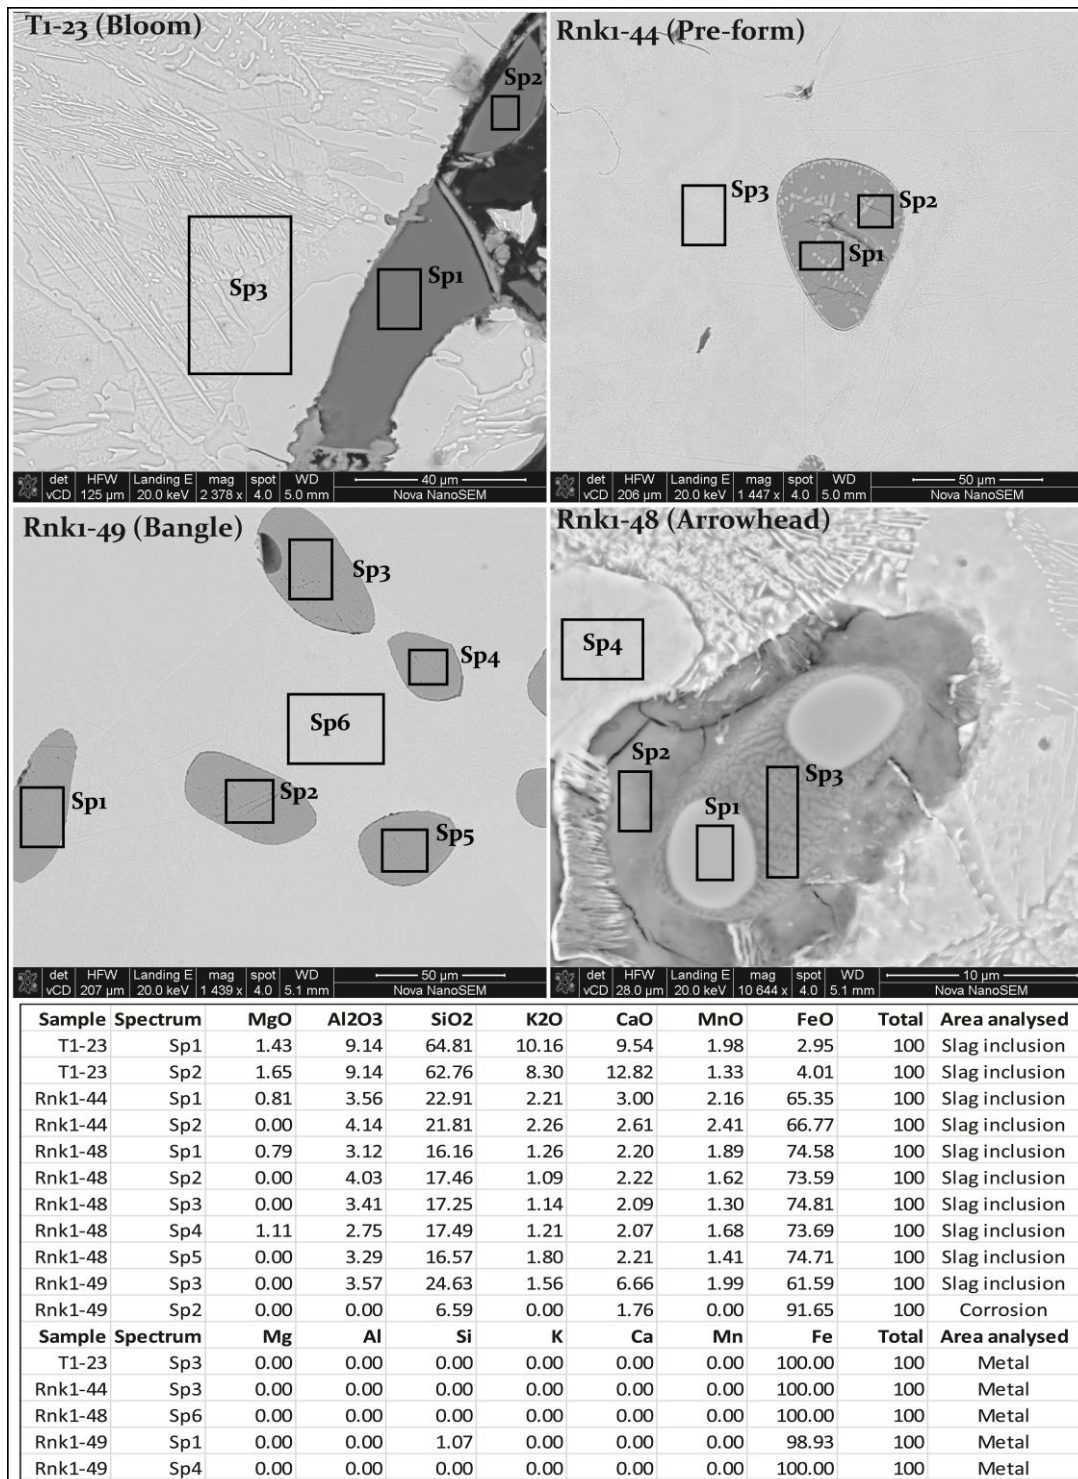 T1-23 (Bloom)
Sp2
Sp1
Sp3
det HFW Landing E mag spot WD 40 µm
vCD 125 µm 20.0 keV 2 378 x 4.0 5.0 mm Nova NanoSEM
Rnk1-44 (Pre-form)
Sp3
Sp2
Sp1
det HFW Landing E mag spot WD 50 µm
vCD 206 µm 20.0 keV 1 447 x 4.0 5.0 mm Nova NanoSEM
Rnk1-49 (Bangle)
Sp3
Sp4
Sp6
Sp1
Sp2
Sp5
det HFW Landing E mag spot WD 50 µm
vCD 207 µm 20.0 keV 1 439 x 4.0 5.1 mm Nova NanoSEM
Rnk1-48 (Arrowhead)
Sp4
Sp2
Sp3
Sp1
det HFW Landing E mag spot WD 10 µm
vCD 28.0 µm 20.0 keV 10 644 x 4.0 5.1 mm Nova NanoSEM
Sample Spectrum MgO Al2O3 SiO2 K2O CaO MnO FeO Total Area analysed
T1-23 Sp1 1.43 9.14 64.81 10.16 9.54 1.98 2.95 100 Slag inclusion
T1-23 Sp2 1.65 9.14 62.76 8.30 12.82 1.33 4.01 100 Slag inclusion
Rnk1-44 Sp1 0.81 3.56 22.91 2.21 3.00 2.16 65.35 100 Slag inclusion
Rnk1-44 Sp2 0.00 4.14 21.81 2.26 2.61 2.41 66.77 100 Slag inclusion
Rnk1-48 Sp1 0.79 3.12 16.16 1.26 2.20 1.89 74.58 100 Slag inclusion
Rnk1-48 Sp2 0.00 4.03 17.46 1.09 2.22 1.62 73.59 100 Slag inclusion
Rnk1-48 Sp3 0.00 3.41 17.25 1.14 2.09 1.30 74.81 100 Slag inclusion
Rnk1-48 Sp4 1.11 2.75 17.49 1.21 2.07 1.68 73.69 100 Slag inclusion
Rnk1-48 Sp5 0.00 3.29 16.57 1.80 2.21 1.41 74.71 100 Slag inclusion
Rnk1-49 Sp3 0.00 3.57 24.63 1.56 6.66 1.99 61.59 100 Slag inclusion
Rnk1-49 Sp2 0.00 0.00 6.59 0.00 1.76 0.00 91.65 100 Corrosion
Sample Spectrum Mg Al Si K Ca Mn Fe Total Area analysed
T1-23 Sp3 0.00 0.00 0.00 0.00 0.00 0.00 100.00 100 Metal
Rnk1-44 Sp3 0.00 0.00 0.00 0.00 0.00 0.00 100.00 100 Metal
Rnk1-48 Sp6 0.00 0.00 0.00 0.00 0.00 0.00 100.00 100 Metal
Rnk1-49 Sp1 0.00 0.00 1.07 0.00 0.00 0.00 98.93 100 Metal
Rnk1-49 Sp4 0.00 0.00 0.00 0.00 0.00 0.00 100.00 100 Metal